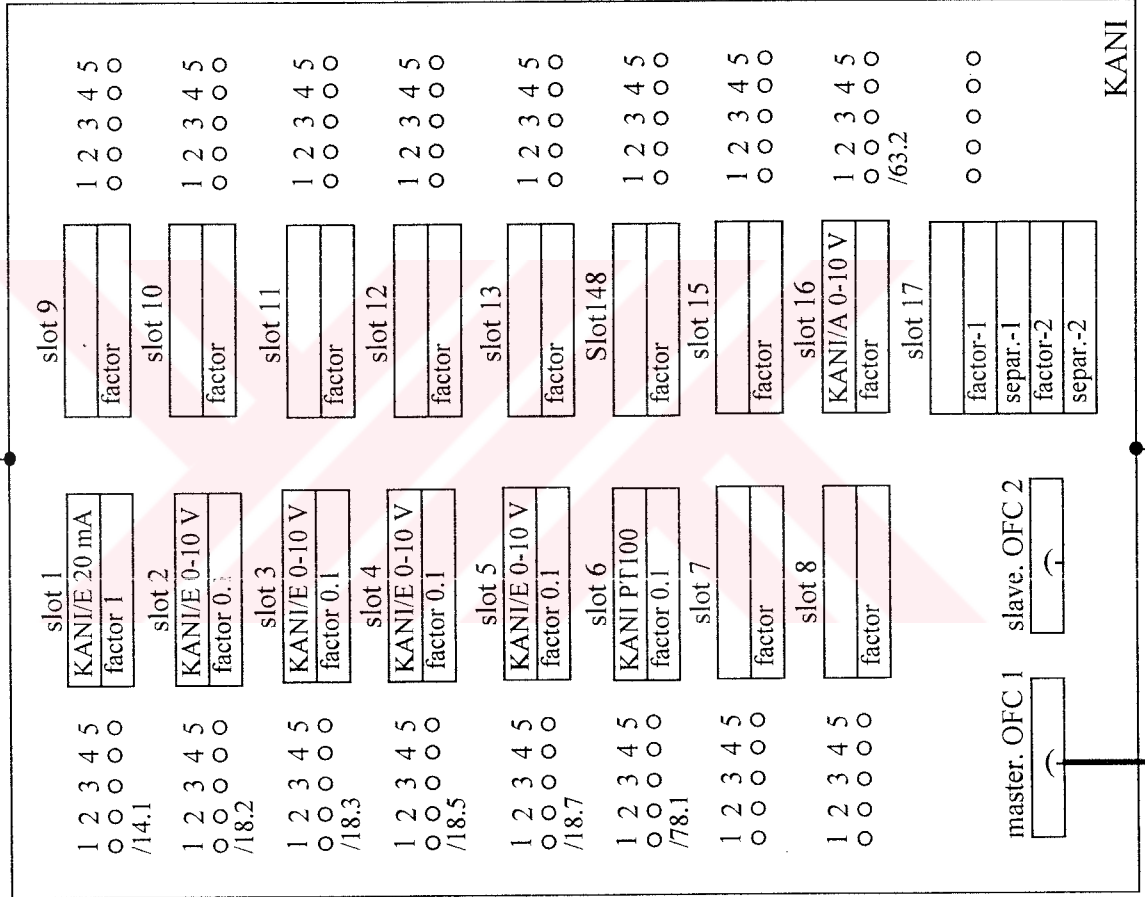 slot 1
1 2 3 4 5
KANI/E 20 mA
factor 1
/14.1
slot 2
1 2 3 4 5
KANI/E 0-10 V
factor 0.1
/18.2
slot 3
1 2 3 4 5
KANI/E 0-10 V
factor 0.1
/18.3
slot 4
1 2 3 4 5
KANI/E 0-10 V
factor 0.1
/18.5
slot 5
1 2 3 4 5
KANI/E 0-10 V
factor 0.1
/18.7
slot 6
1 2 3 4 5
KANI PT100
factor 0.1
/78.1
slot 7
1 2 3 4 5
factor
slot 8
1 2 3 4 5
factor
master. OFC 1
slave. OFC 2
slot 9
1 2 3 4 5
factor
slot 10
1 2 3 4 5
factor
slot 11
1 2 3 4 5
factor
slot 12
1 2 3 4 5
factor
slot 13
1 2 3 4 5
factor
Slot148
1 2 3 4 5
factor
slot 15
1 2 3 4 5
factor
slot 16
KANI/A 0-10 V
1 2 3 4 5
factor
/63.2
slot 17
factor-1
separ.-1
factor-2
separ.-2
KANI